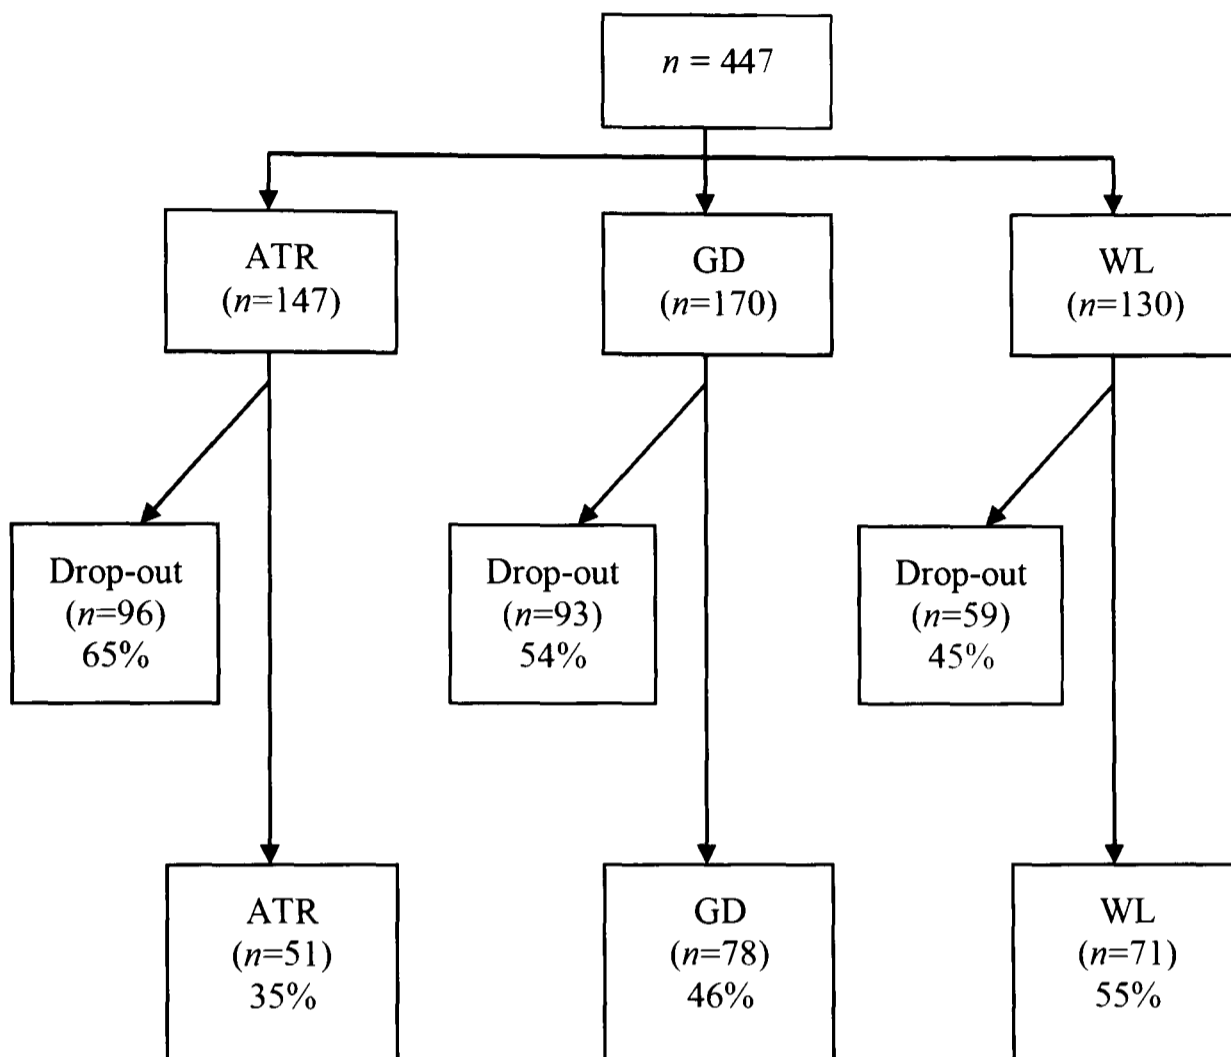 n = 447
ATR
(n=147)
GD
(n=170)
WL
(n=130)
Drop-out
(n=96)
65%
Drop-out
(n=93)
54%
Drop-out
(n=59)
45%
ATR
(n=51)
35%
GD
(n=78)
46%
WL
(n=71)
55%